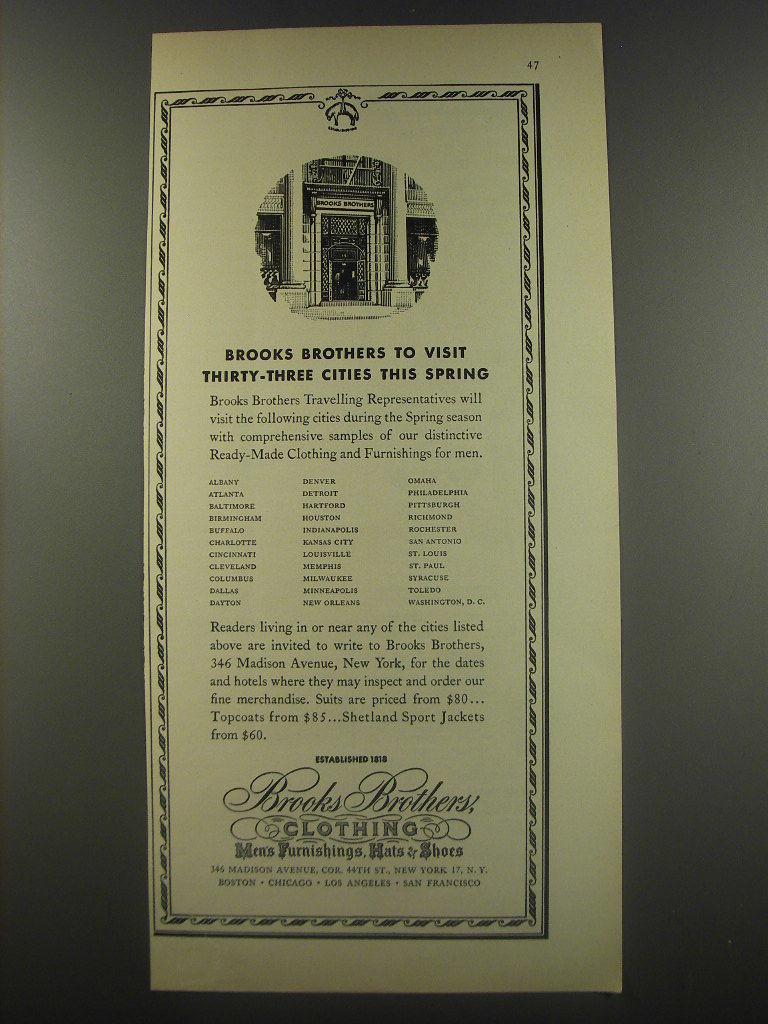 47
BROOKS BROTHERS
BROOKS BROTHERS TO VISIT
THIRTY-THREE CITIES THIS SPRING
Brooks Brothers Travelling Representatives will
visit the following cities during the Spring season
with comprehensive samples of our distinctive
Ready-Made Clothing and Furnishings for men.
ALBANY
ATLANTA
BALTIMORE
BIRMINGHAM
BUFFALO
CHARLOTTE
CINCINNATI
CLEVELAND
COLUMBUS
DALLAS
DAYTON
DENVER
DETROIT
HARTFORD
HOUSTON
INDIANAPOLIS
KANSAS CITY
LOUISVILLE
MEMPHIS
MILWAUKEE
MINNEAPOLIS
NEW ORLEANS
OMAHA
PHILADELPHIA
PITTSBURGH
RICHMOND
ROCHESTER
SAN ANTONIO
ST. LOUIS
ST. PAUL
SYRACUSE
TOLEDO
WASHINGTON, D. C.
Readers living in or near any of the cities listed
above are invited to write to Brooks Brothers,
346 Madison Avenue, New York, for the dates
and hotels where they may inspect and order our
fine merchandise. Suits are priced from $80...
Topcoats from $85...Shetland Sport Jackets
from $60.
ESTABLISHED 1818
Brooks Brothers,
CLOTHING
Men's Furnishings, Hats & Shoes
346 MADISON AVENUE, COR. 44TH ST., NEW YORK 17, N. Y.
BOSTON • CHICAGO • LOS ANGELES • SAN FRANCISCO